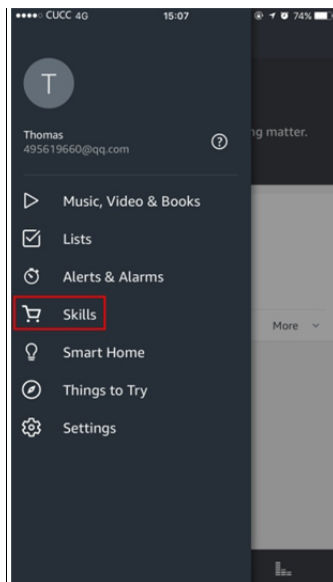 CUCC 4G 15:07 74%
T
Thomas
495619660@qq.com
ng matter.
Music, Video & Books
Lists
Alerts & Alarms
Skills
More
Smart Home
Things to Try
Settings